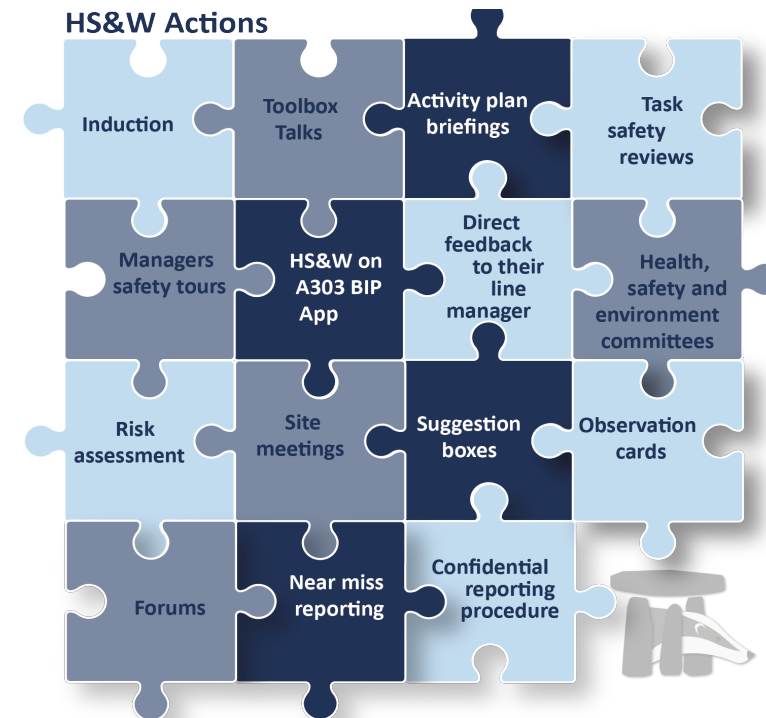 HS&W Actions
Induction
Toolbox
Talks
Activity plan
briefings
Task
safety
reviews
Managers
safety tours
HS&W on
A303 BIP
App
Direct
feedback
to their
line
manager
Health,
safety and
environment
committees
Risk
assessment
Site
meetings
Suggestion
boxes
Observation
cards
Forums
Near miss
reporting
Confidential
reporting
procedure